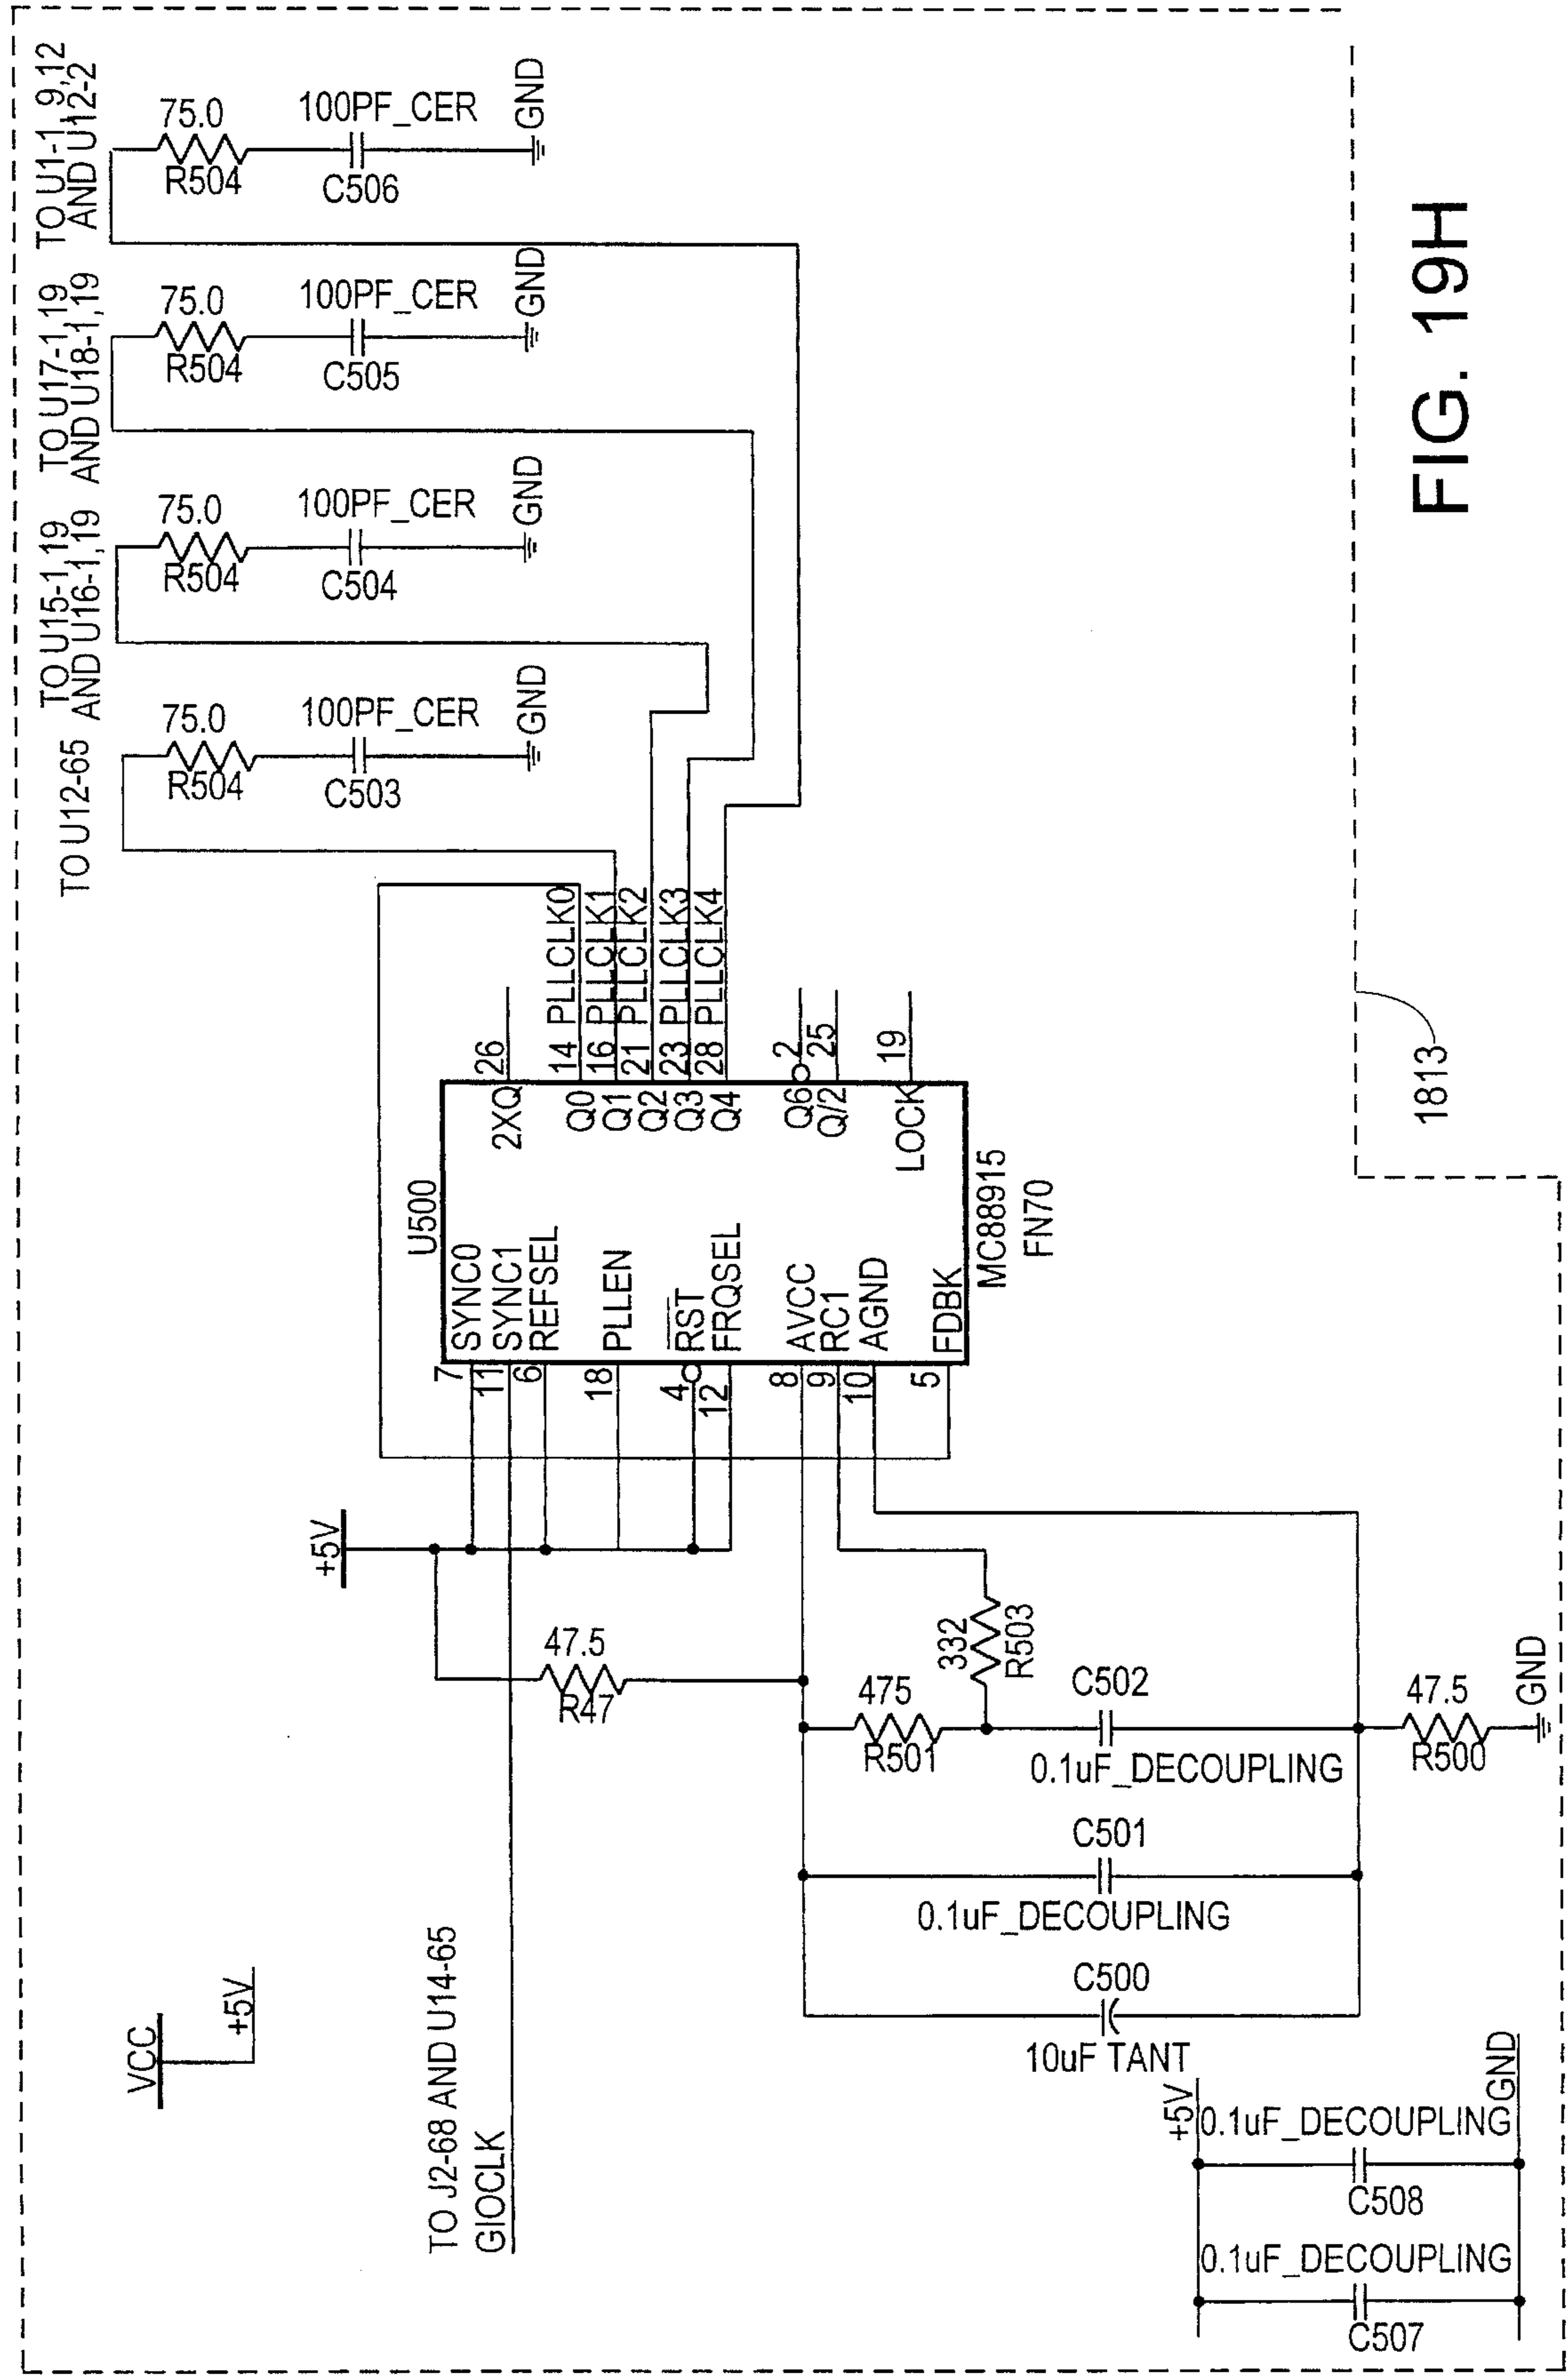 VCC
+5V
TO J2-68 AND U14-65
GIOCLK
+5V
47.5
R47
475
R501
332
R503
C502
0.1uF_DECOUPLING
C501
0.1uF_DECOUPLING
C500
10uF TANT
47.5
R500
GND
+5V
0.1uF_DECOUPLING
C508
0.1uF_DECOUPLING
C507
GND
U500
7 SYNC0
11 SYNC1
6 REFSEL
18 PLLEN
4 RST
12 FRQSEL
8 AVCC
9 RC1
10 AGND
5 FDBK
2XQ 26
Q0 14 PLLCLK0
Q1 16 PLLCLK1
Q2 21 PLLCLK2
Q3 23 PLLCLK3
Q4 28 PLLCLK4
Q6 2
Q/2 25
LOCK 19
MC88915
FN70
TO U12-65
75.0
R504
100PF_CER
C503
GND
TO U15-1,19
AND U16-1,19
75.0
R504
100PF_CER
C504
GND
TO U17-1,19
AND U18-1,19
75.0
R504
100PF_CER
C505
GND
TO U1-1,9,12
AND U12-2
75.0
R504
100PF_CER
C506
GND
1813
FIG. 19H